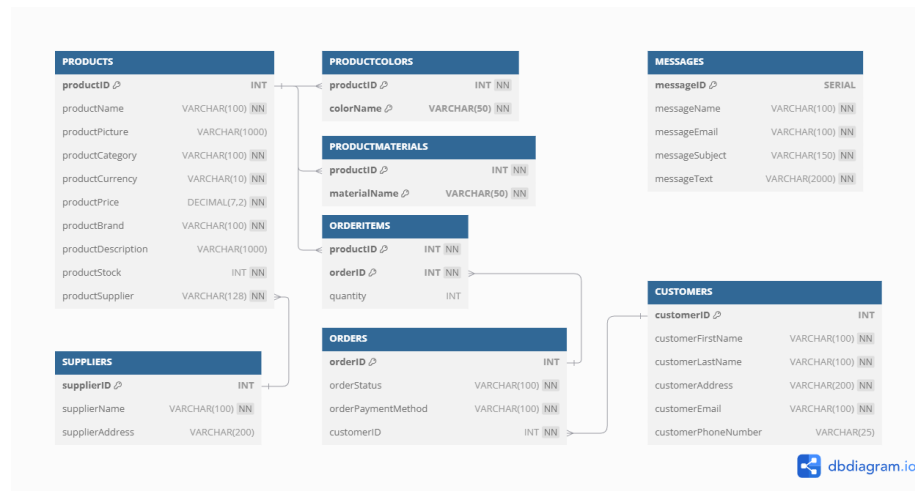 PRODUCTS
productID INT
productName VARCHAR(100) NN
productPicture VARCHAR(1000)
productCategory VARCHAR(100) NN
productCurrency VARCHAR(10) NN
productPrice DECIMAL(7,2) NN
productBrand VARCHAR(100) NN
productDescription VARCHAR(1000)
productStock INT NN
productSupplier VARCHAR(128) NN
SUPPLIERS
supplierID INT
supplierName VARCHAR(100) NN
supplierAddress VARCHAR(200)
PRODUCTCOLORS
productID INT NN
colorName VARCHAR(50) NN
PRODUCTMATERIALS
productID INT NN
materialName VARCHAR(50) NN
ORDERITEMS
productID INT NN
orderID INT NN
quantity INT
ORDERS
orderID INT
orderStatus VARCHAR(100) NN
orderPaymentMethod VARCHAR(100) NN
customerID INT NN
MESSAGES
messageID SERIAL
messageName VARCHAR(100) NN
messageEmail VARCHAR(100) NN
messageSubject VARCHAR(150) NN
messageText VARCHAR(2000) NN
CUSTOMERS
customerID INT
customerFirstName VARCHAR(100) NN
customerLastName VARCHAR(100) NN
customerAddress VARCHAR(200) NN
customerEmail VARCHAR(100) NN
customerPhoneNumber VARCHAR(25)
dbdiagram.io